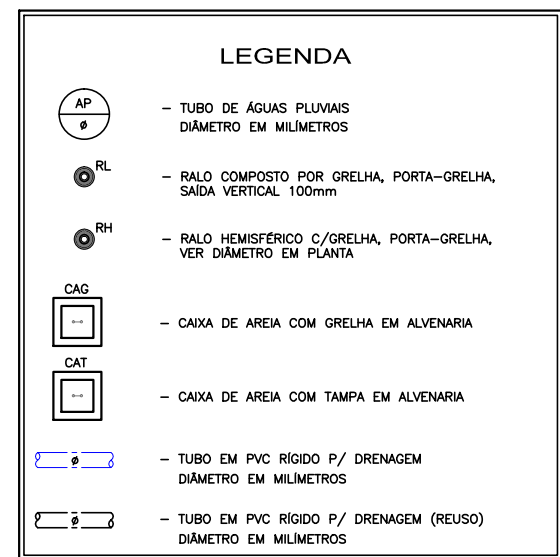 LEGENDA
AP
ø
– TUBO DE ÁGUAS PLUVIAIS
DIÂMETRO EM MILÍMETROS
RL
– RALO COMPOSTO POR GRELHA, PORTA–GRELHA,
SAÍDA VERTICAL 100mm
RH
– RALO HEMISFÉRICO C/GRELHA, PORTA–GRELHA,
VER DIÂMETRO EM PLANTA
CAG
– CAIXA DE AREIA COM GRELHA EM ALVENARIA
CAT
– CAIXA DE AREIA COM TAMPA EM ALVENARIA
ø
– TUBO EM PVC RÍGIDO P/ DRENAGEM
DIÂMETRO EM MILÍMETROS
ø
– TUBO EM PVC RÍGIDO P/ DRENAGEM (REUSO)
DIÂMETRO EM MILÍMETROS